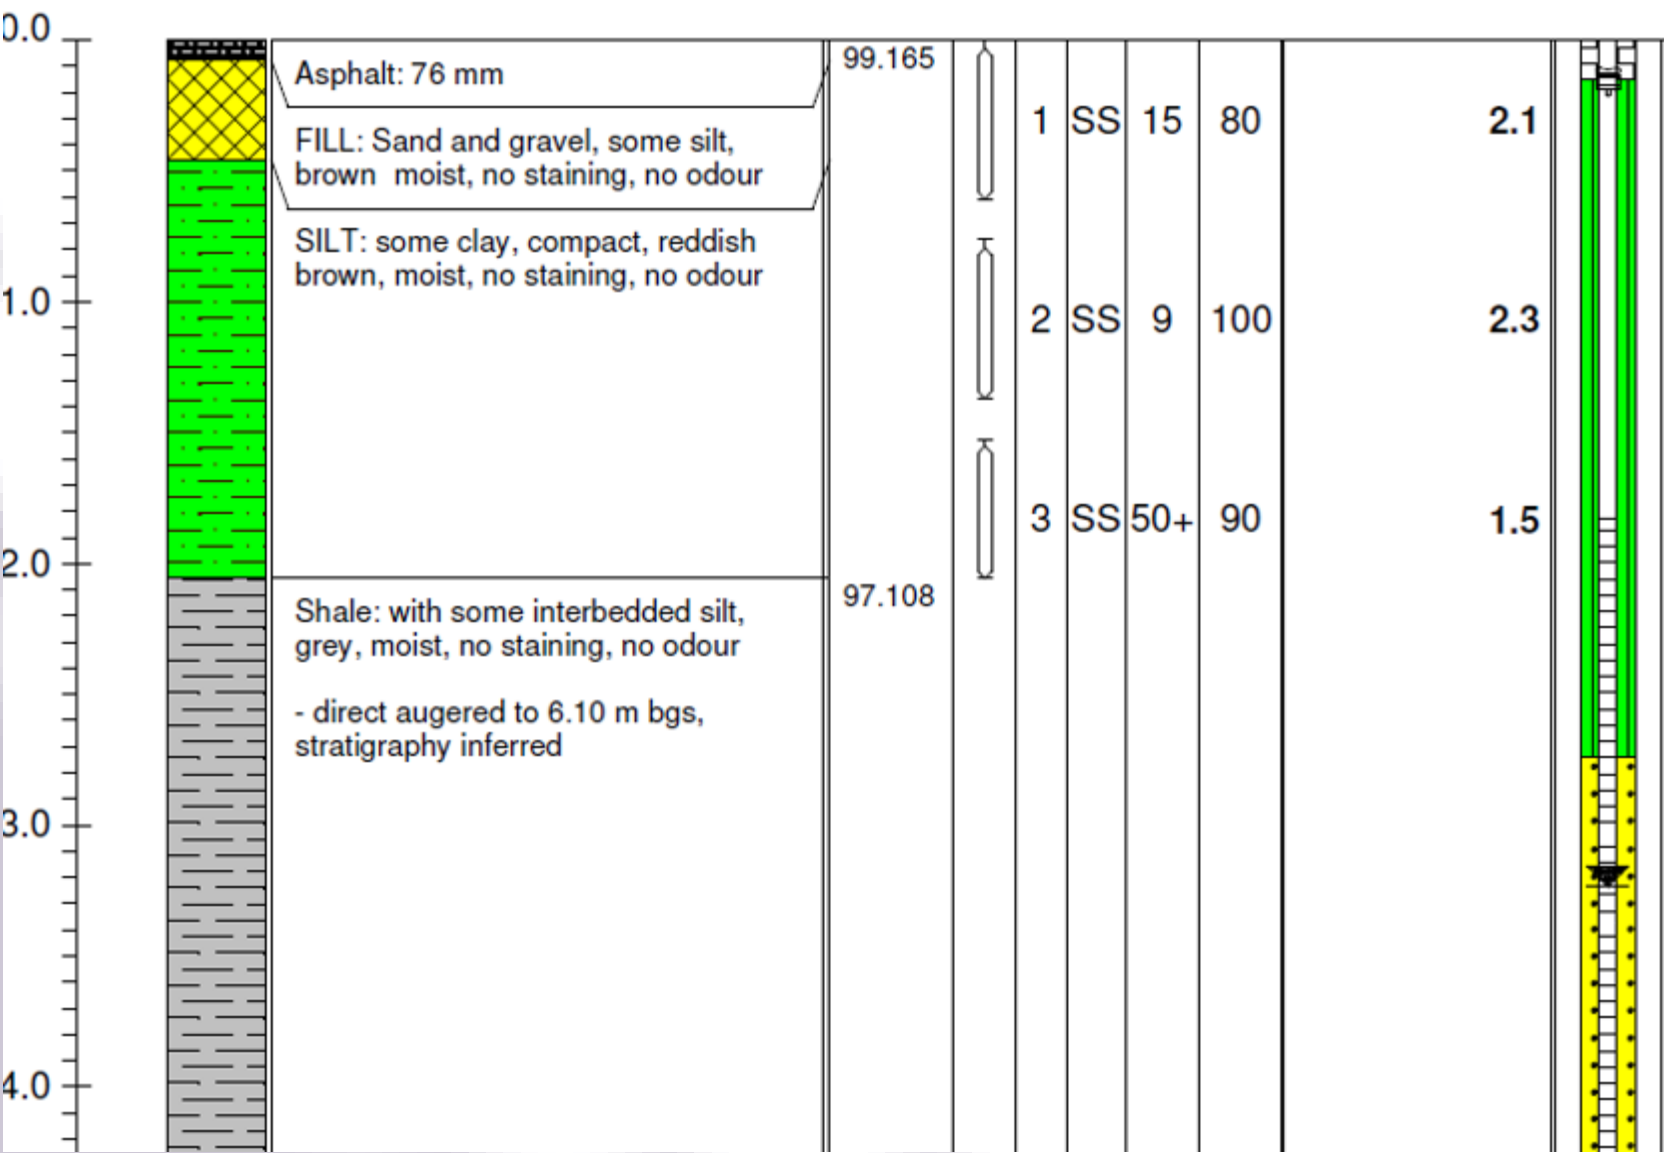 0.0
Asphalt: 76 mm
99.165
FILL: Sand and gravel, some silt,
brown moist, no staining, no odour
1 SS 15 80 2.1
SILT: some clay, compact, reddish
brown, moist, no staining, no odour
1.0
2 SS 9 100 2.3
3 SS 50+ 90 1.5
2.0
97.108
Shale: with some interbedded silt,
grey, moist, no staining, no odour
- direct augered to 6.10 m bgs,
stratigraphy inferred
3.0
4.0